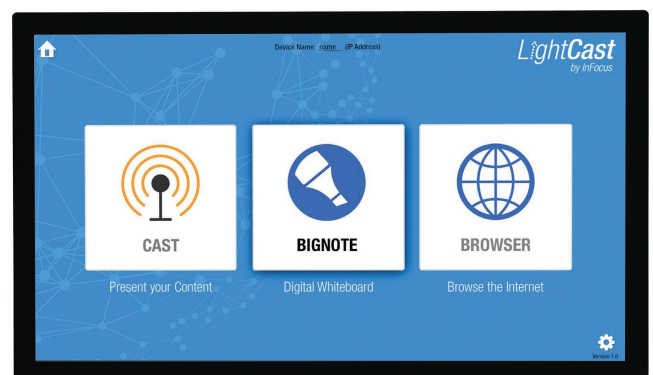 Device Name: name (IP Address)
LightCast
by InFocus
CAST
BIGNOTE
BROWSER
Present your Content
Digital Whiteboard
Browse the Internet
Version 1.0